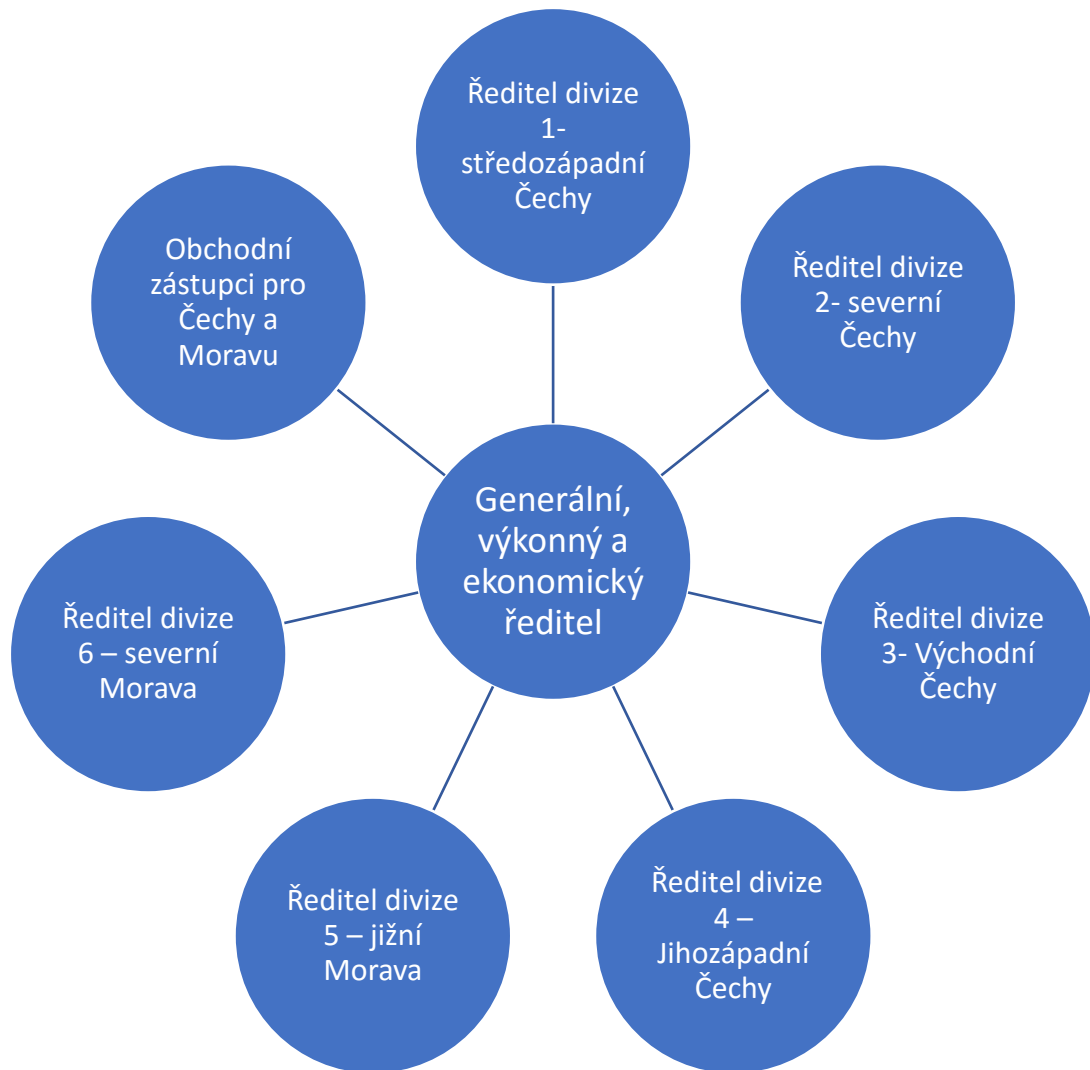 Ředitel divize
1-
středozápadní
Čechy
Ředitel divize
2- severní
Čechy
Ředitel divize
3- Východní
Čechy
Ředitel divize
4 –
Jihozápadní
Čechy
Ředitel divize
5 – jižní
Morava
Ředitel divize
6 – severní
Morava
Obchodní
zástupci pro
Čechy a
Moravu
Generální,
výkonný a
ekonomický
ředitel